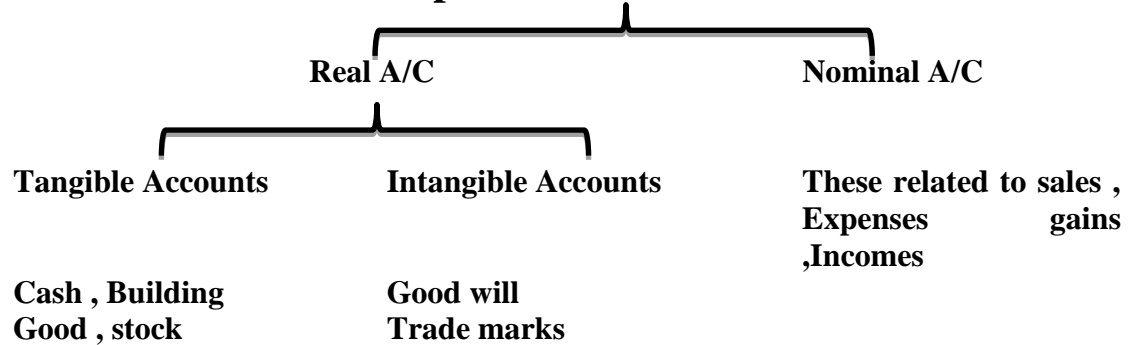 Real A/C Nominal A/C
Tangible Accounts Intangible Accounts These related to sales ,
Expenses gains
,Incomes
Cash , Building Good will
Good , stock Trade marks